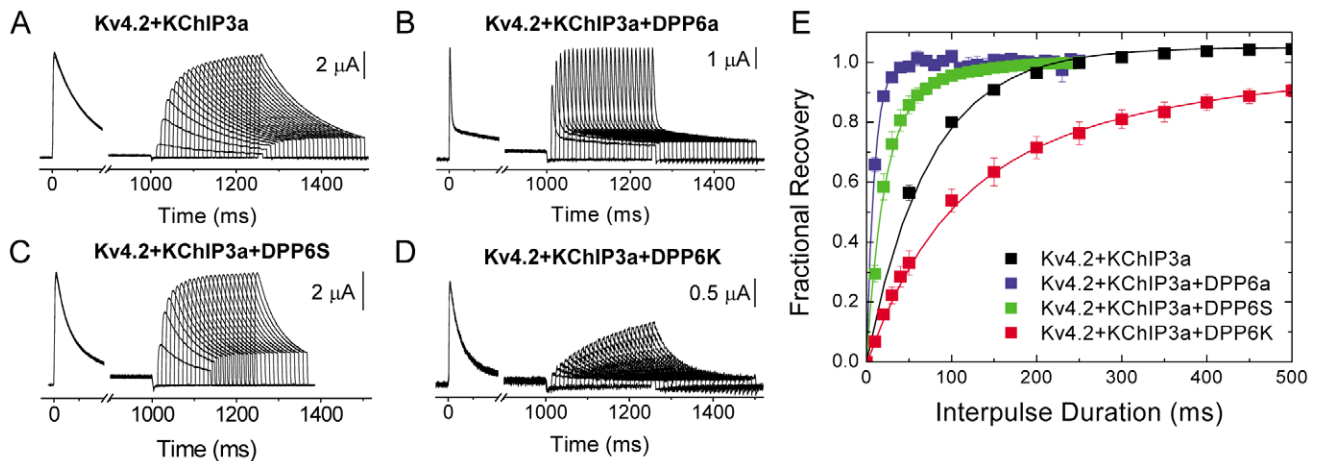 A Kv4.2+KChIP3a
2 μA
0 1000 1200 1400
Time (ms)
B Kv4.2+KChIP3a+DPP6a
1 μA
0 1000 1200 1400
Time (ms)
C Kv4.2+KChIP3a+DPP6S
2 μA
0 1000 1200 1400
Time (ms)
D Kv4.2+KChIP3a+DPP6K
0.5 μA
0 1000 1200 1400
Time (ms)
E
Fractional Recovery
1.0
0.8
0.6
0.4
0.2
0.0
Kv4.2+KChIP3a
Kv4.2+KChIP3a+DPP6a
Kv4.2+KChIP3a+DPP6S
Kv4.2+KChIP3a+DPP6K
0 100 200 300 400 500
Interpulse Duration (ms)